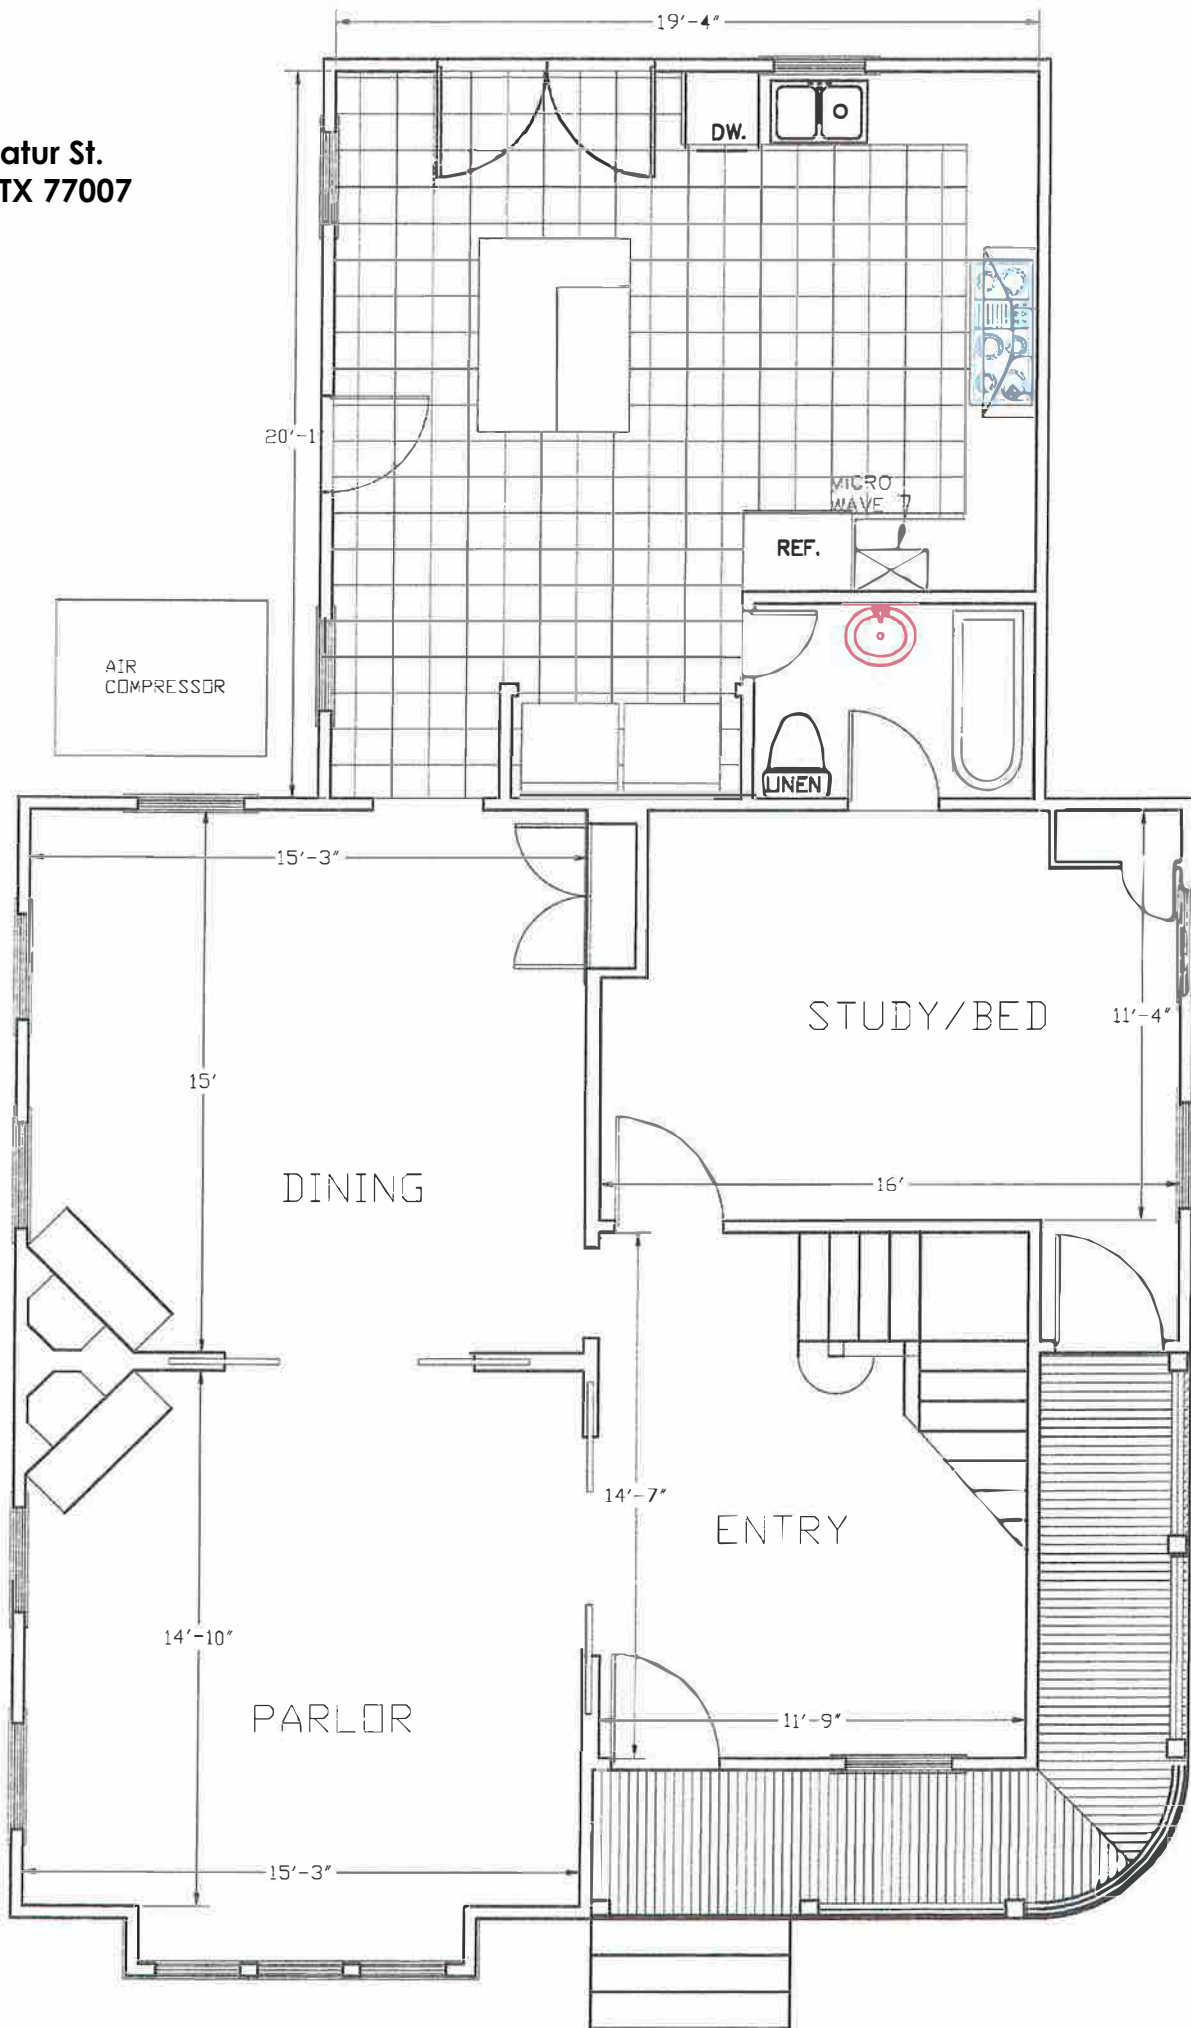 19'-4"
atur St.
TX 77007
DW.
20'-1
MICRO
WAVE
REF.
AIR
COMPRESSOR
LINEN
15'-3"
STUDY/BED
11'-4"
15'
DINING
16'
14'-7"
ENTRY
14'-10"
PARLOR
11'-9"
15'-3"